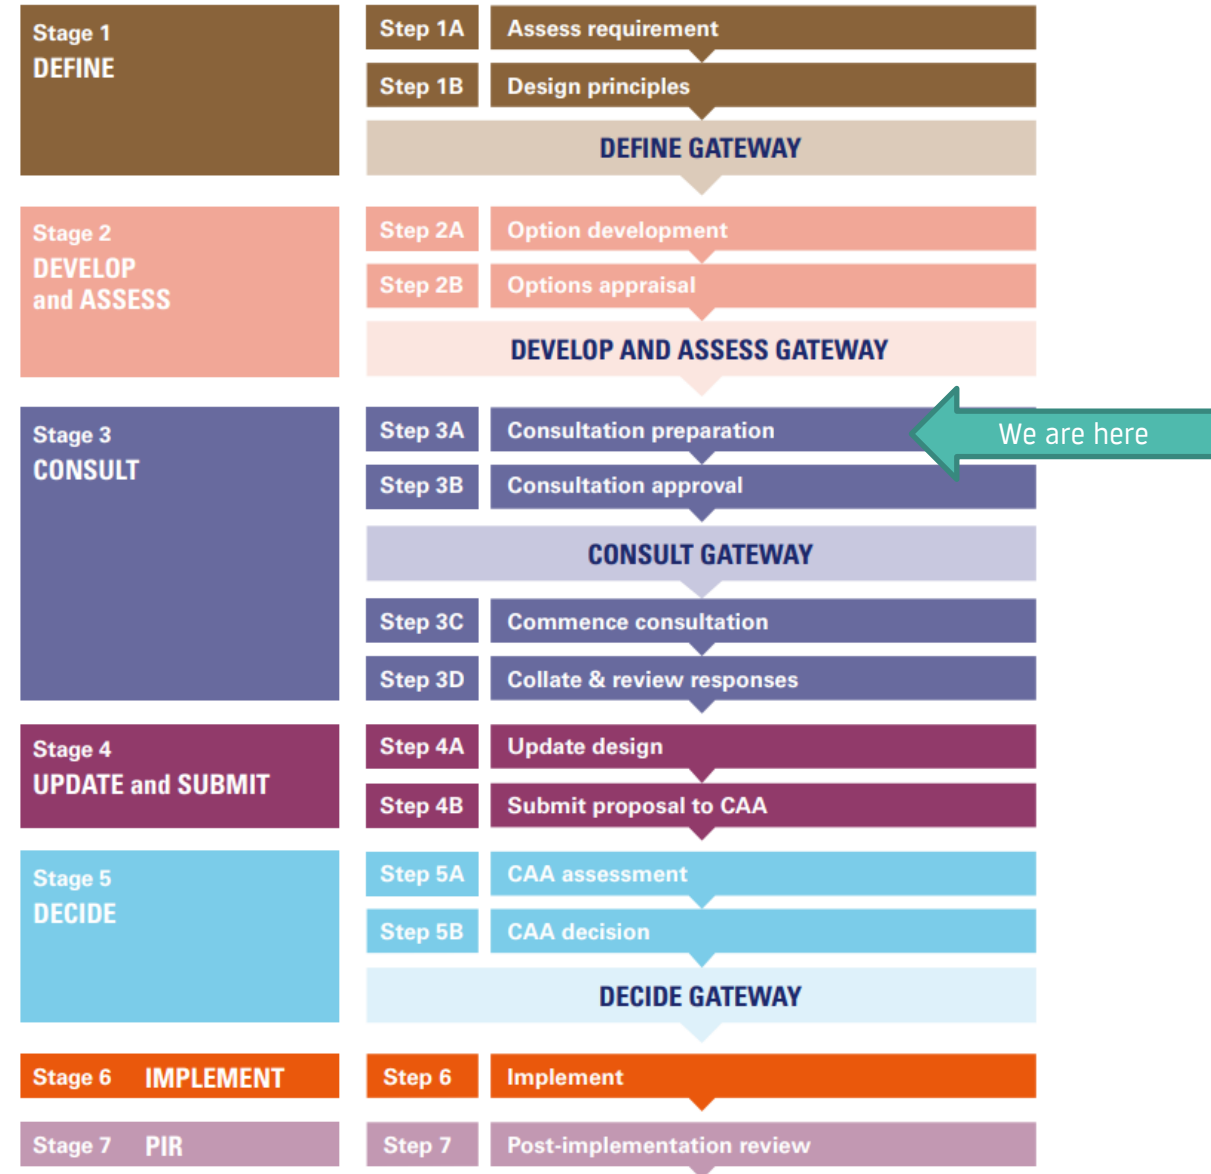 Stage 1
DEFINE
Step 1A Assess requirement
Step 1B Design principles
DEFINE GATEWAY
Stage 2
DEVELOP
and ASSESS
Step 2A Option development
Step 2B Options appraisal
DEVELOP AND ASSESS GATEWAY
Stage 3
CONSULT
Step 3A Consultation preparation
We are here
Step 3B Consultation approval
CONSULT GATEWAY
Step 3C Commence consultation
Step 3D Collate & review responses
Stage 4
UPDATE and SUBMIT
Step 4A Update design
Step 4B Submit proposal to CAA
Stage 5
DECIDE
Step 5A CAA assessment
Step 5B CAA decision
DECIDE GATEWAY
Stage 6 IMPLEMENT
Step 6 Implement
Stage 7 PIR
Step 7 Post-implementation review